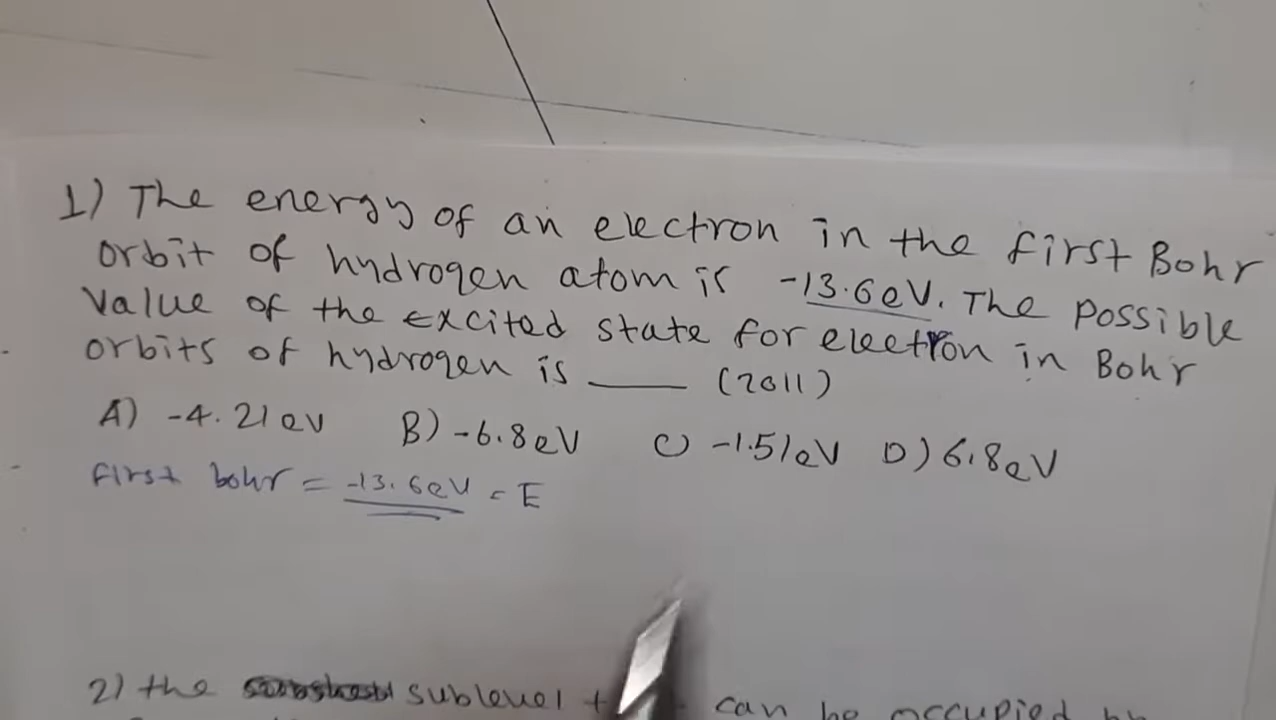 1) The energy of an electron in the first Bohr
orbit of hydrogen atom is -13.6eV. The possible
value of the excited state for electron in Bohr
orbits of hydrogen is ____ (2011)
A) -4.21eV B) -6.8eV C) -1.51eV D) 6.8eV
First bohr = -13.6eV = E
2) the sublevel can be occupied by